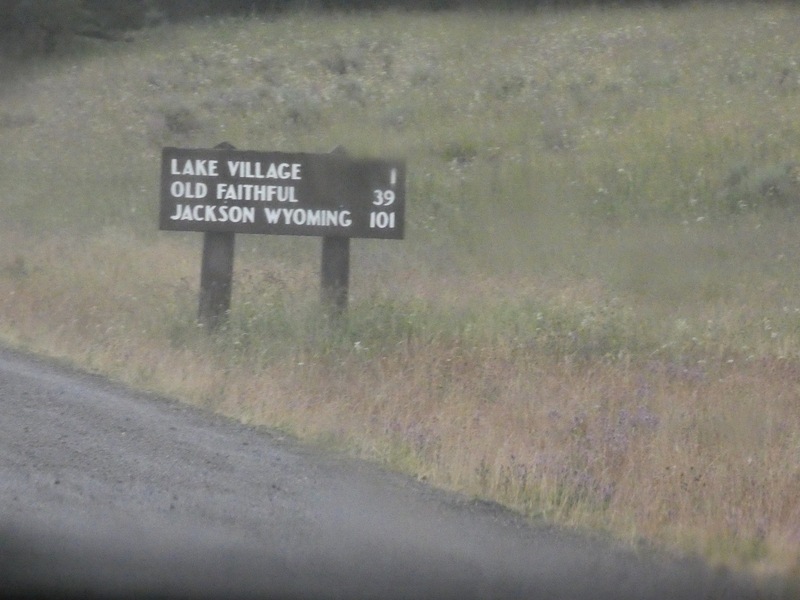 LAKE VILLAGE 1
OLD FAITHFUL 39
JACKSON WYOMING 101